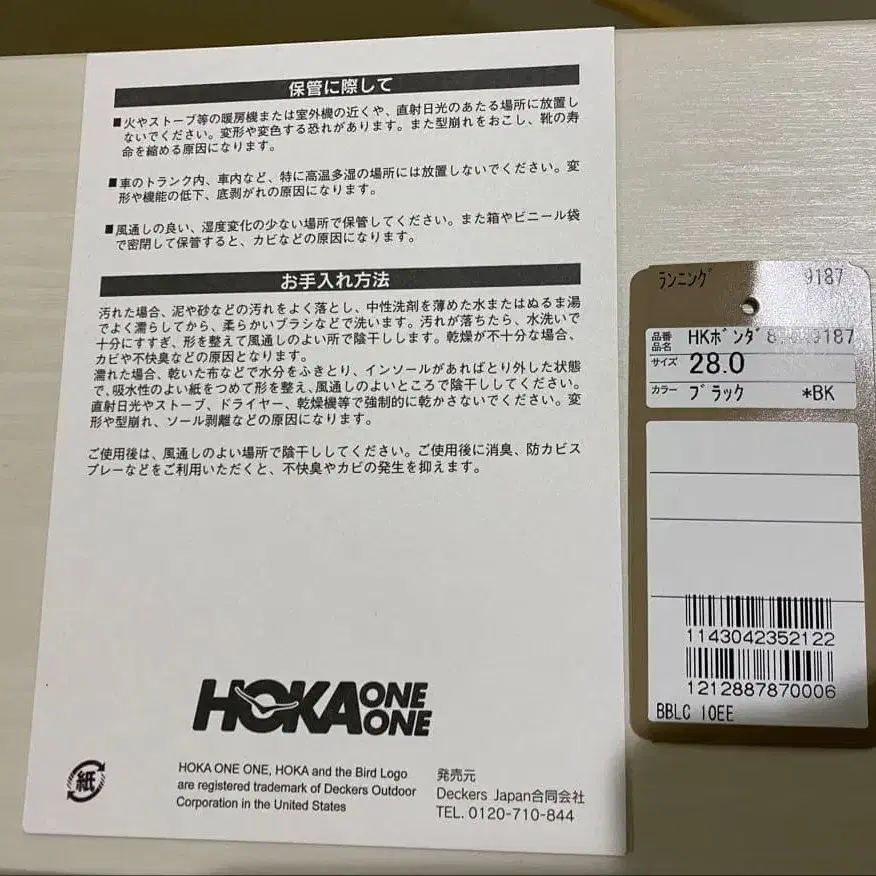 保管に際して
■火やストーブ等の暖房機または室外機の近くや、直射日光のあたる場所に放置し
ないでください。変形や変色する恐れがあります。また型崩れをおこし、靴の寿
命を縮める原因になります。
■車のトランク内、車内など、特に高温多湿の場所には放置しないでください。変
形や機能の低下、底剥がれの原因になります。
■風通しの良い、湿度変化の少ない場所で保管してください。また箱やビニール袋
で密閉して保管すると、カビなどの原因になります。
お手入れ方法
汚れた場合、泥や砂などの汚れをよく落とし、中性洗剤を薄めた水またはぬるま湯
でよく濡らしてから、柔らかいブラシなどで洗います。汚れが落ちたら、水洗いで
十分にすすぎ、形を整えて風通しのよい所で陰干しします。乾燥が不十分な場合、
カビや不快臭などの原因となります。
濡れた場合、乾いた布などで水分をふきとり、インソールがあればとり外した状態
で、吸水性のよい紙をつめて形を整え、風通しのよいところで陰干ししてください。
直射日光やストーブ、ドライヤー、乾燥機等で強制的に乾かさないでください。変
形や型崩れ、ソール剥離などの原因になります。
ご使用後は、風通しのよい場所で陰干ししてください。ご使用後に消臭、防カビス
プレーなどをご利用いただくと、不快臭やカビの発生を抑えます。
HOKA ONE ONE
紙
HOKA ONE ONE, HOKA and the Bird Logo
are registered trademark of Deckers Outdoor
Corporation in the United States
発売元
Deckers Japan合同会社
TEL. 0120-710-844
ランニング 9187
品番
品名
HKボンダ 9187
サイズ 28.0
カラー ブラック *BK
1143042352122
1212887870006
BBLC 10EE